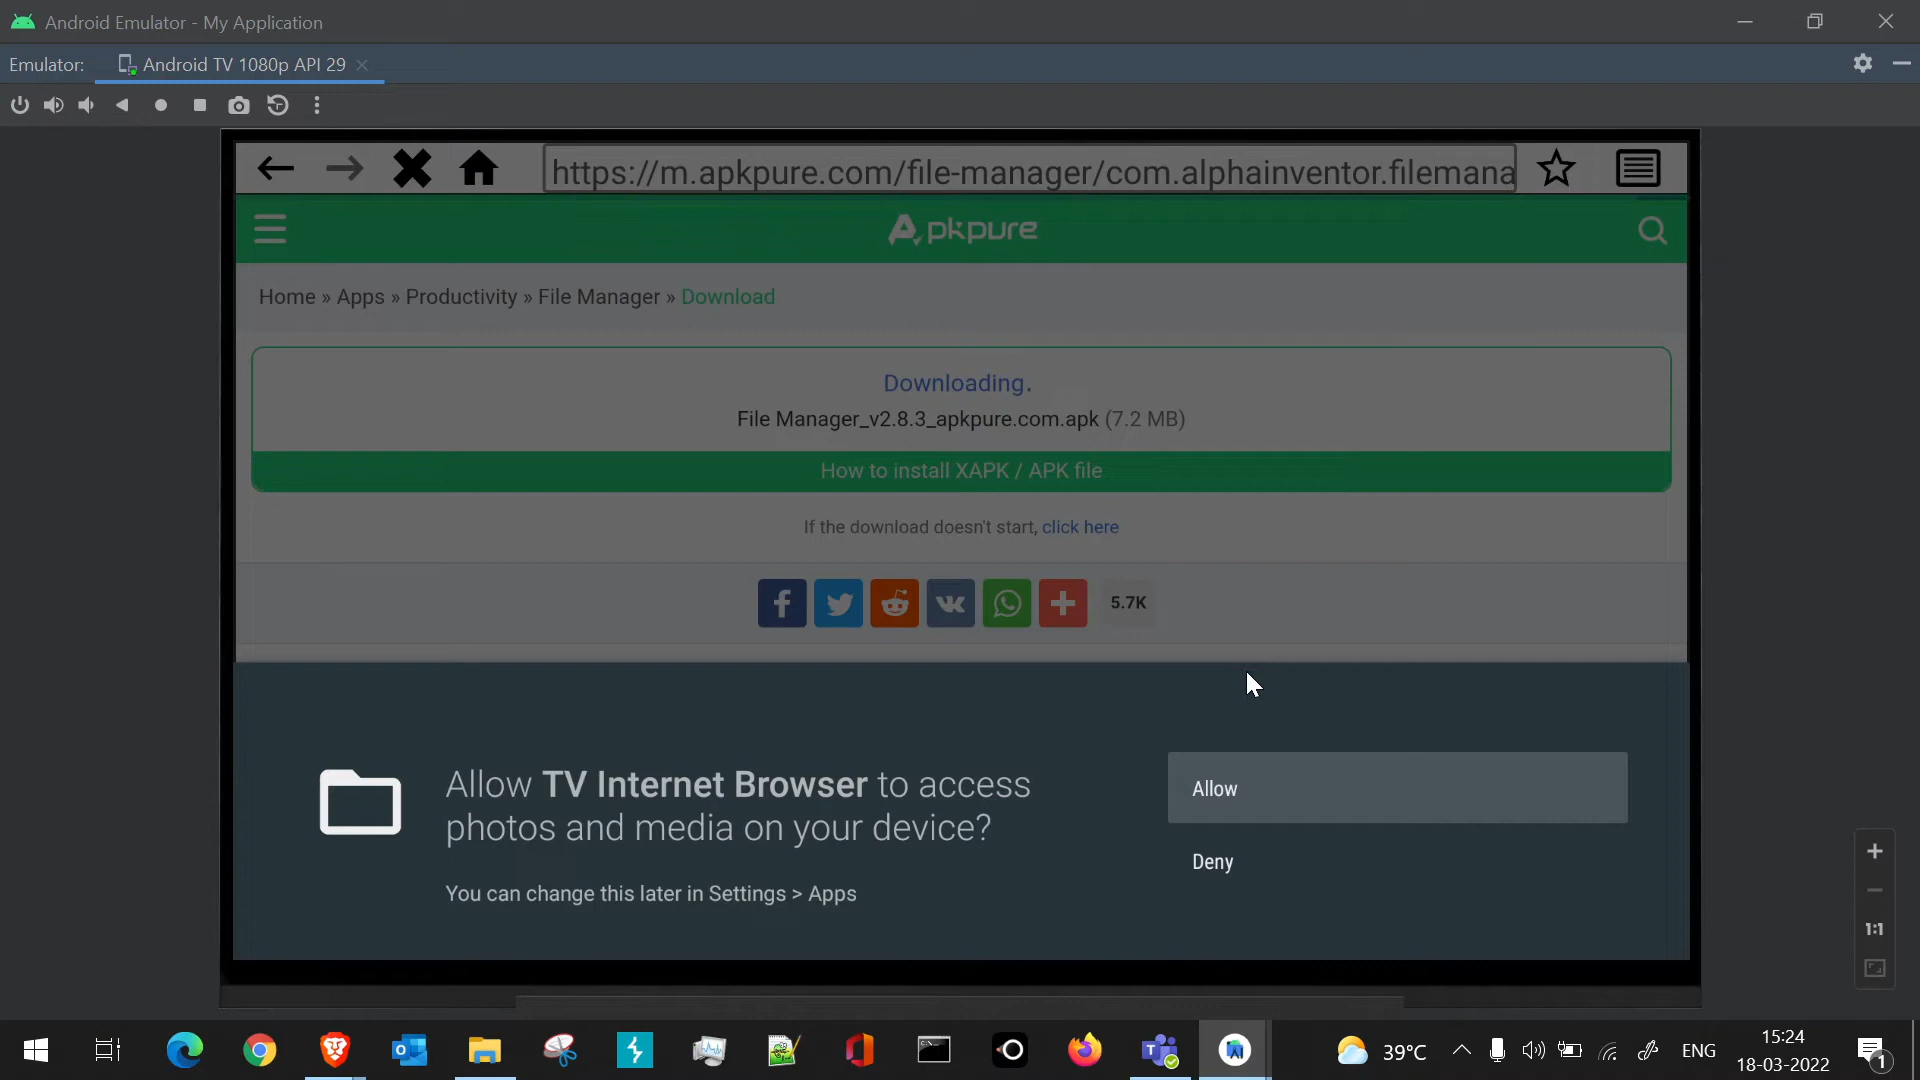 Android Emulator - My Application
Emulator:
Android TV 1080p API 29
https://m.apkpure.com/file-manager/com.alphainventor.filemana
Apkpure
Home » Apps » Productivity » File Manager » Download
Downloading.
File Manager_v2.8.3_apkpure.com.apk (7.2 MB)
How to install XAPK / APK file
If the download doesn't start, click here
5.7K
Allow TV Internet Browser to access
photos and media on your device?
You can change this later in Settings > Apps
Allow
Deny
1:1
39°C
ENG
15:24
18-03-2022
1